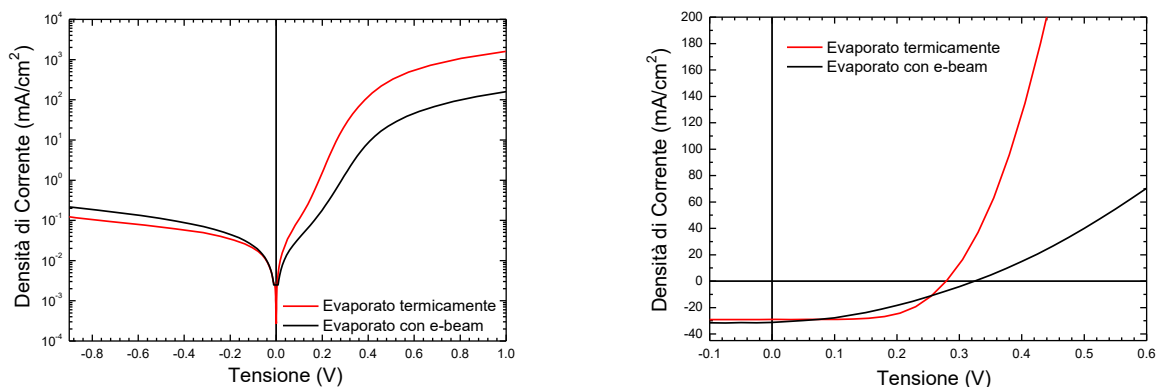 10^4
10^3
10^2
10^1
10^0
10^-1
10^-2
10^-3
10^-4
Densità di Corrente (mA/cm^2)
Evaporato termicamente
Evaporato con e-beam
-0.8 -0.6 -0.4 -0.2 0.0 0.2 0.4 0.6 0.8 1.0
Tensione (V)
200
180
160
140
120
100
80
60
40
20
0
-20
-40
Densità di Corrente (mA/cm^2)
Evaporato termicamente
Evaporato con e-beam
-0.1 0.0 0.1 0.2 0.3 0.4 0.5 0.6
Tensione (V)